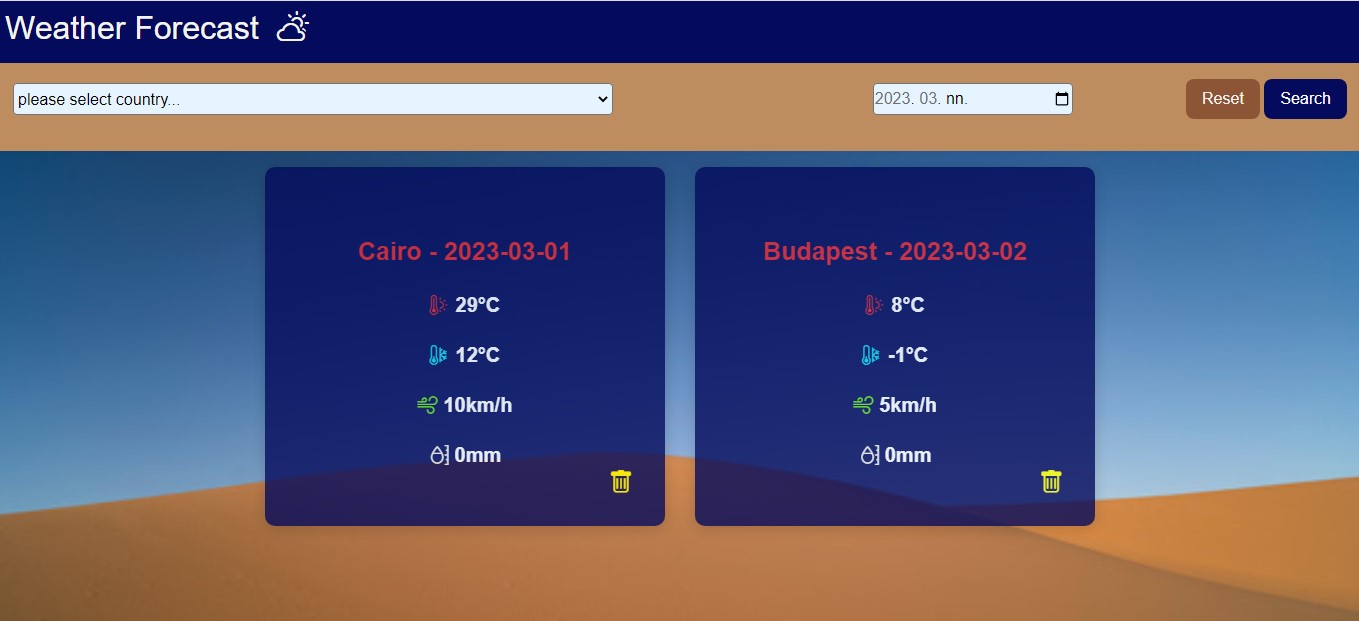 Weather Forecast
please select country...
2023. 03. nn.
Reset
Search
Cairo - 2023-03-01
29°C
12°C
10km/h
0mm
Budapest - 2023-03-02
8°C
-1°C
5km/h
0mm